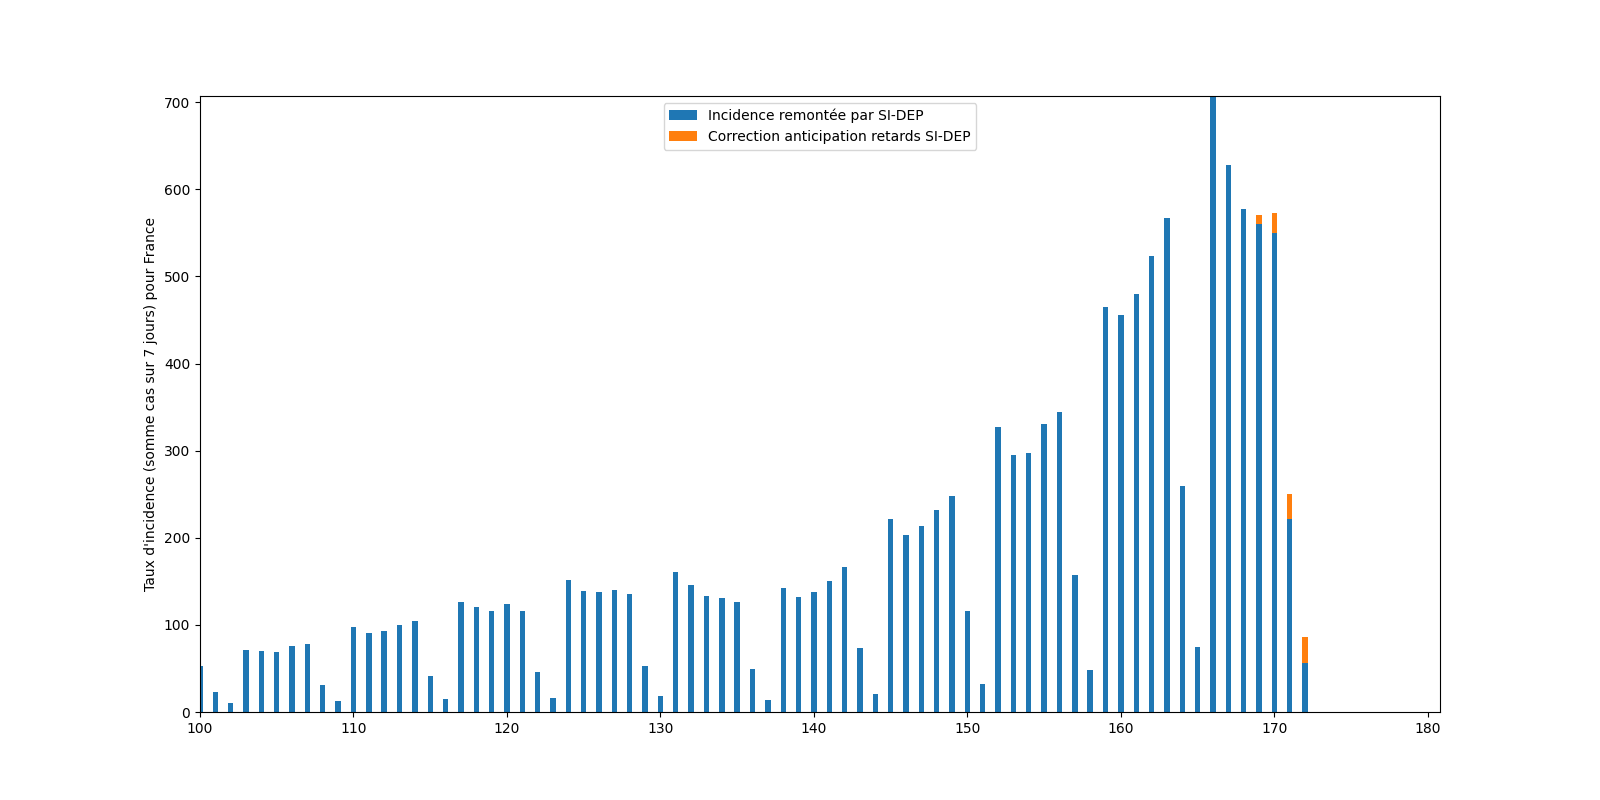 Incidence remontée par SI-DEP
Correction anticipation retards SI-DEP
Taux d'incidence (somme cas sur 7 jours) pour France
700
600
500
400
300
200
100
0
100 110 120 130 140 150 160 170 180